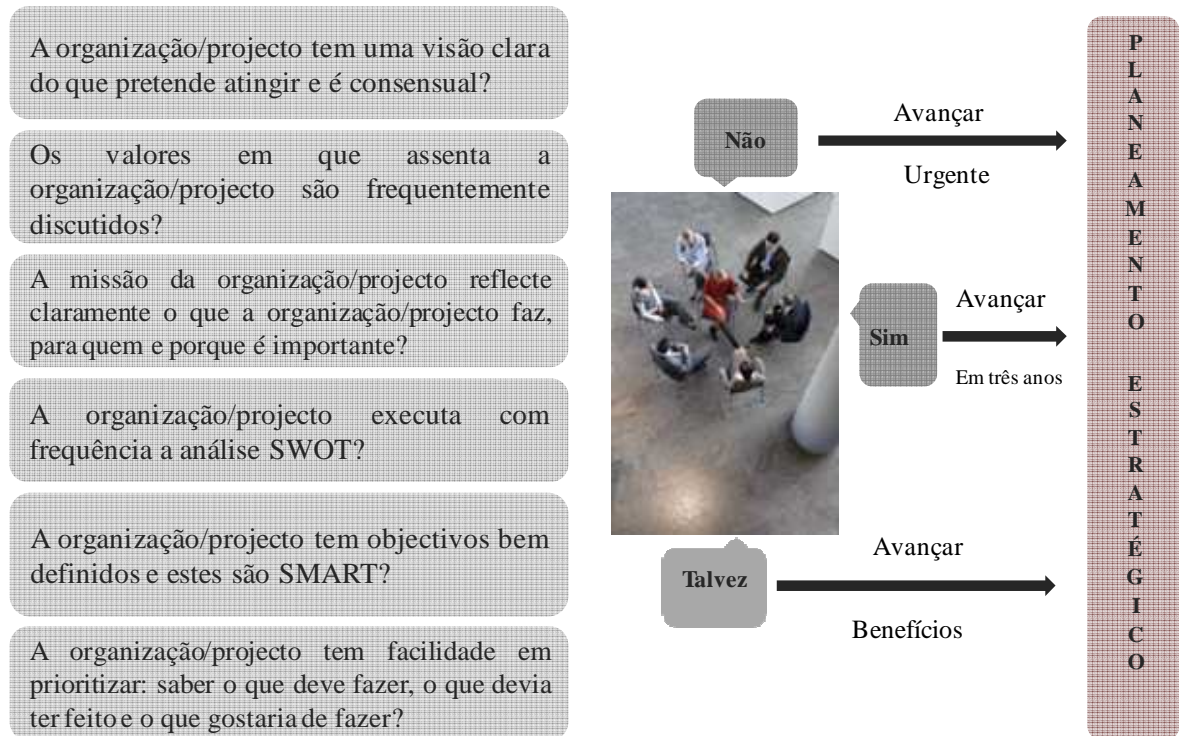 A organização/projecto tem uma visão clara
do que pretende atingir e é consensual?
Os valores em que assenta a
organização/projecto são frequentemente
discutidos?
A missão da organização/projecto reflecte
claramente o que a organização/projecto faz,
para quem e porque é importante?
A organização/projecto executa com
frequência a análise SWOT?
A organização/projecto tem objectivos bem
definidos e estes são SMART?
A organização/projecto tem facilidade em
prioritizar: saber o que deve fazer, o que devia
ter feito e o que gostaria de fazer?
Não
Avançar
Urgente
Sim
Avançar
Em três anos
Talvez
Avançar
Benefícios
P
L
A
N
E
A
M
E
N
T
O
E
S
T
R
A
T
É
G
I
C
O